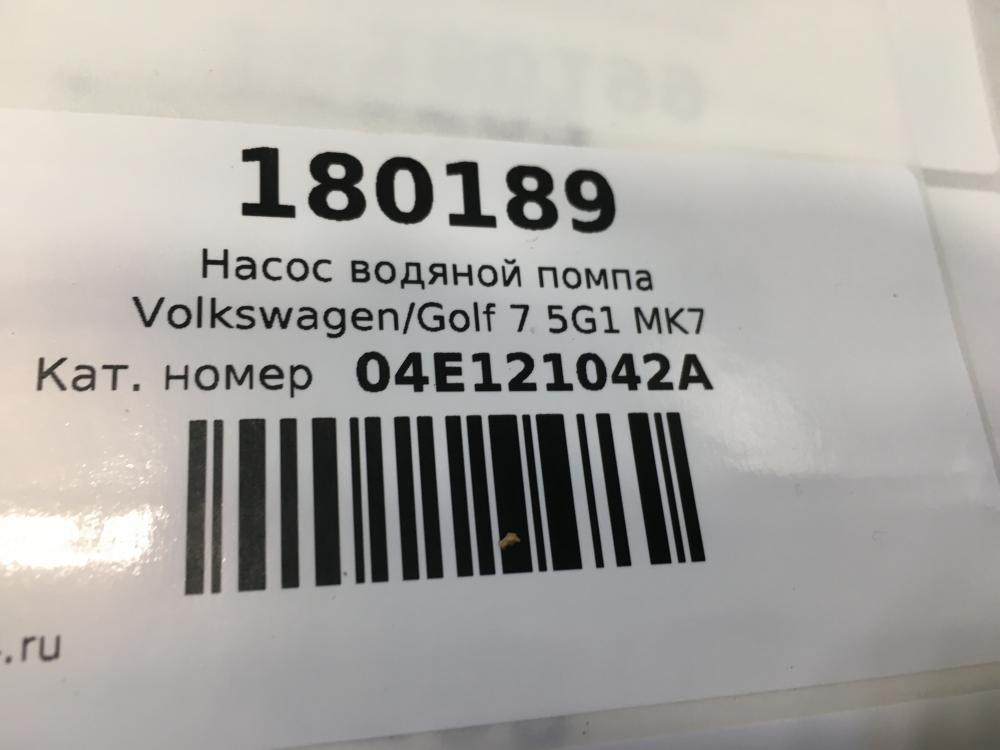 180189
Насос водяной помпа
Volkswagen/Golf 7 5G1 MK7
Кат. номер 04E121042A
.ru